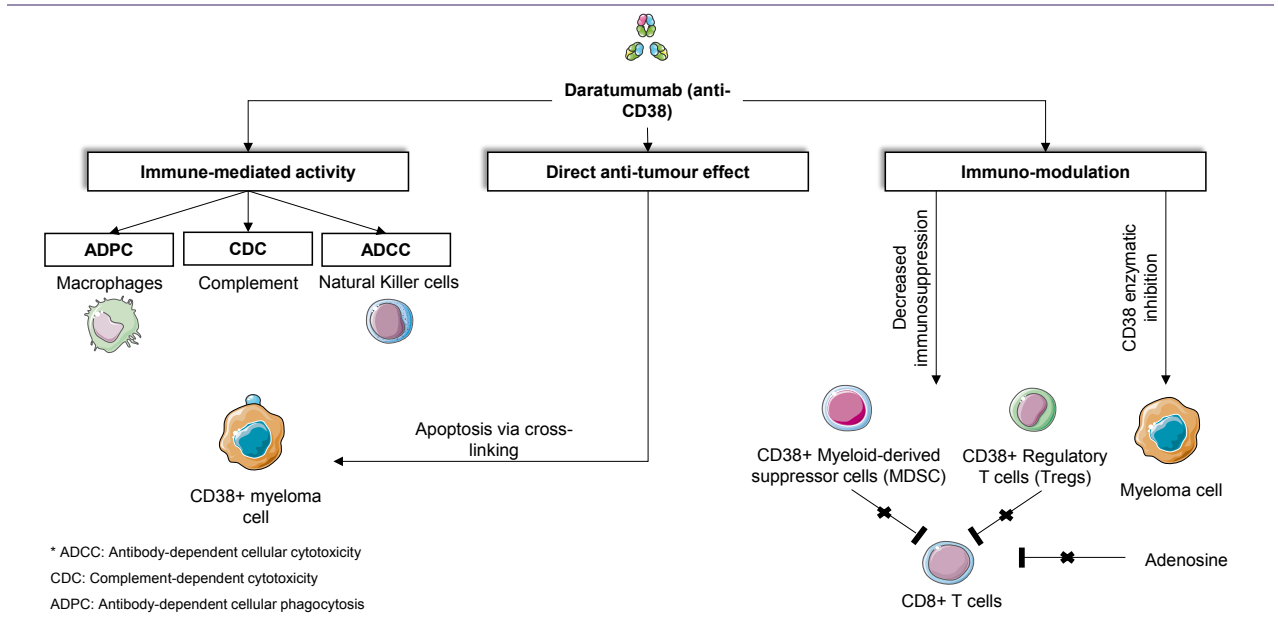 Daratumumab (anti-
CD38)
Immune-mediated activity
Direct anti-tumour effect
Immuno-modulation
ADPC
CDC
ADCC
Macrophages
Complement
Natural Killer cells
Decreased
immunosuppression
CD38 enzymatic
inhibition
Apoptosis via cross-
linking
CD38+ myeloma
cell
CD38+ Myeloid-derived
suppressor cells (MDSC)
CD38+ Regulatory
T cells (Tregs)
Myeloma cell
Adenosine
CD8+ T cells
* ADCC: Antibody-dependent cellular cytotoxicity
CDC: Complement-dependent cytotoxicity
ADPC: Antibody-dependent cellular phagocytosis